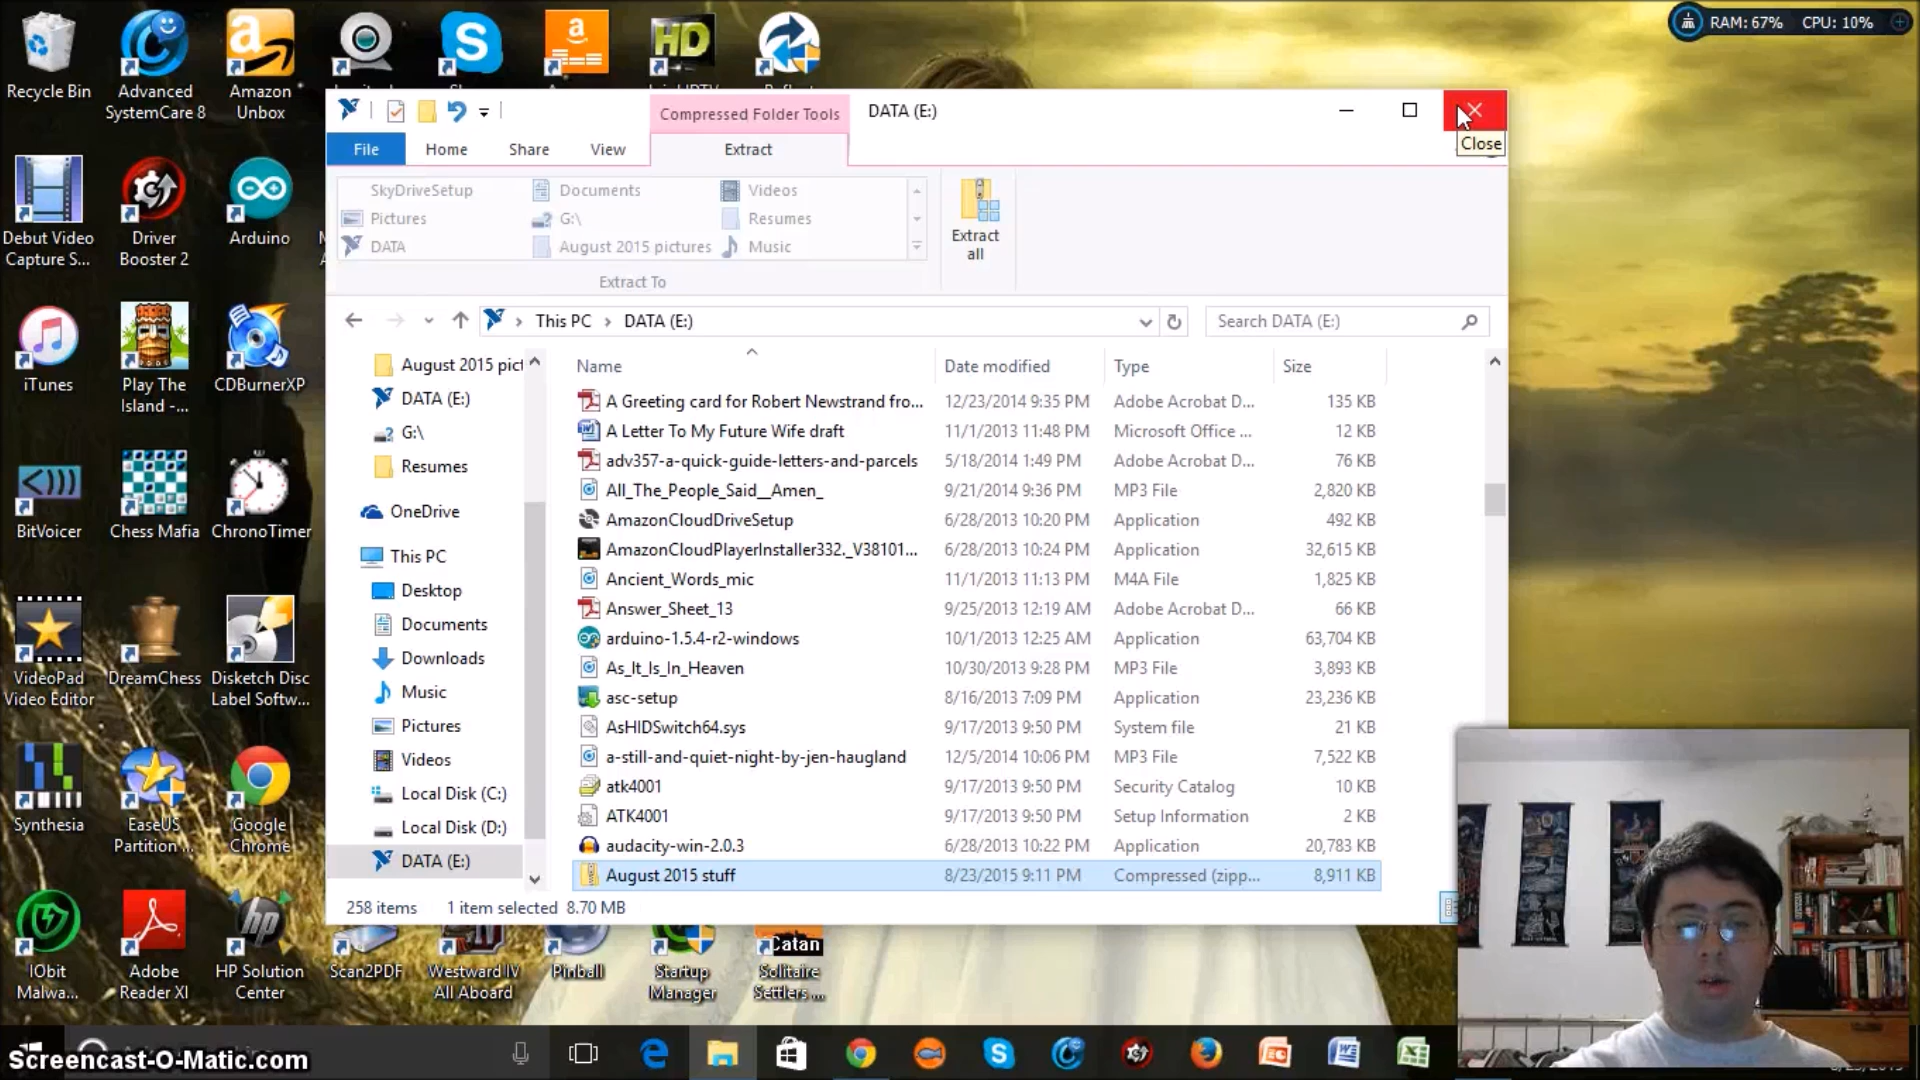 RAM: 67% CPU: 10%
Recycle Bin
Advanced SystemCare 8
Amazon Unbox
HD
DATA (E:)
Compressed Folder Tools
Close
File Home Share View Extract
SkyDriveSetup Documents Videos
Pictures G:\ Resumes
DATA August 2015 pictures Music
Extract To
Extract all
This PC > DATA (E:)
Search DATA (E:)
August 2015 pict
DATA (E:)
G:\
Resumes
OneDrive
This PC
Desktop
Documents
Downloads
Music
Pictures
Videos
Local Disk (C:)
Local Disk (D:)
DATA (E:)
Name Date modified Type Size
A Greeting card for Robert Newstrand fro... 12/23/2014 9:35 PM Adobe Acrobat D... 135 KB
A Letter To My Future Wife draft 11/1/2013 11:48 PM Microsoft Office ... 12 KB
adv357-a-quick-guide-letters-and-parcels 5/18/2014 1:49 PM Adobe Acrobat D... 76 KB
All_The_People_Said__Amen_ 9/21/2014 9:36 PM MP3 File 2,820 KB
AmazonCloudDriveSetup 6/28/2013 10:20 PM Application 492 KB
AmazonCloudPlayerInstaller332._V38101... 6/28/2013 10:24 PM Application 32,615 KB
Ancient_Words_mic 11/1/2013 11:13 PM M4A File 1,825 KB
Answer_Sheet_13 9/25/2013 12:19 AM Adobe Acrobat D... 66 KB
arduino-1.5.4-r2-windows 10/1/2013 12:25 AM Application 63,704 KB
As_It_Is_In_Heaven 10/30/2013 9:28 PM MP3 File 3,893 KB
asc-setup 8/16/2013 7:09 PM Application 23,236 KB
AsHIDSwitch64.sys 9/17/2013 9:50 PM System file 21 KB
a-still-and-quiet-night-by-jen-haugland 12/5/2014 10:06 PM MP3 File 7,522 KB
atk4001 9/17/2013 9:50 PM Security Catalog 10 KB
ATK4001 9/17/2013 9:50 PM Setup Information 2 KB
audacity-win-2.0.3 6/28/2013 10:22 PM Application 20,783 KB
August 2015 stuff 8/23/2015 9:11 PM Compressed (zipp... 8,911 KB
258 items 1 item selected 8.70 MB
Debut Video Capture S...
Driver Booster 2
Arduino
iTunes
Play The Island -...
CDBurnerXP
BitVoicer
Chess Mafia
ChronoTimer
VideoPad Video Editor
DreamChess
Disketch Disc Label Softw...
Synthesia
EaseUS Partition ...
Google Chrome
IObit Malwa...
Adobe Reader XI
HP Solution Center
Scan2PDF
Westward IV All Aboard
Pinball
Startup Manager
Catan
Solitaire Settlers ...
Screencast-O-Matic.com